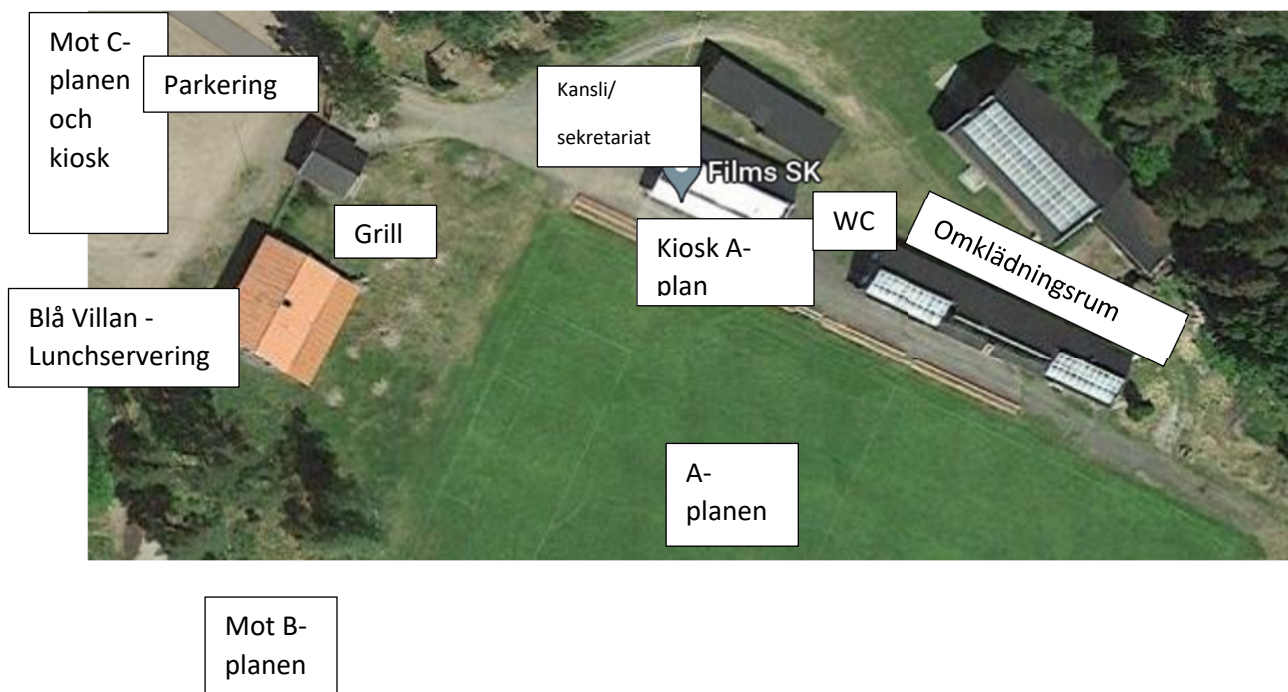 Mot C-
planen
och
kiosk
Parkering
Kansli/
sekretariat
Films SK
Grill
Kiosk A-
plan
WC
Omklädningsrum
Blå Villan -
Lunchservering
A-
planen
Mot B-
planen